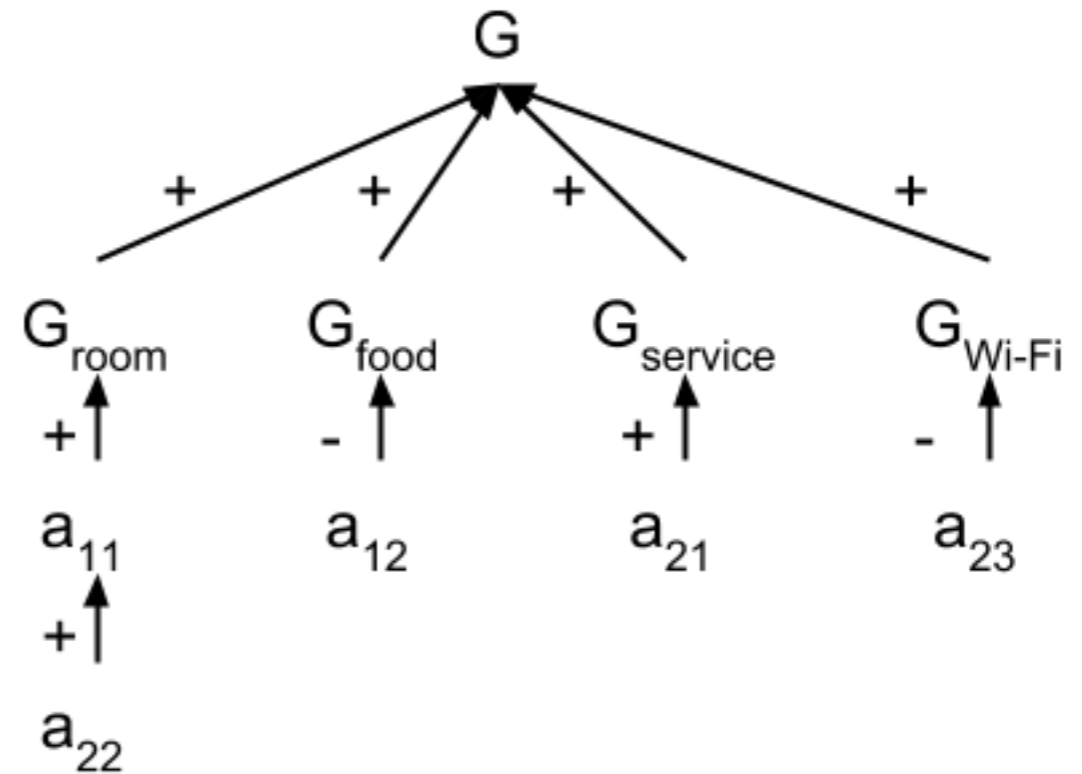 G
+ + + +
G_room G_food G_service G_Wi-Fi
+ - + -
a_11 a_12 a_21 a_23
+
a_22